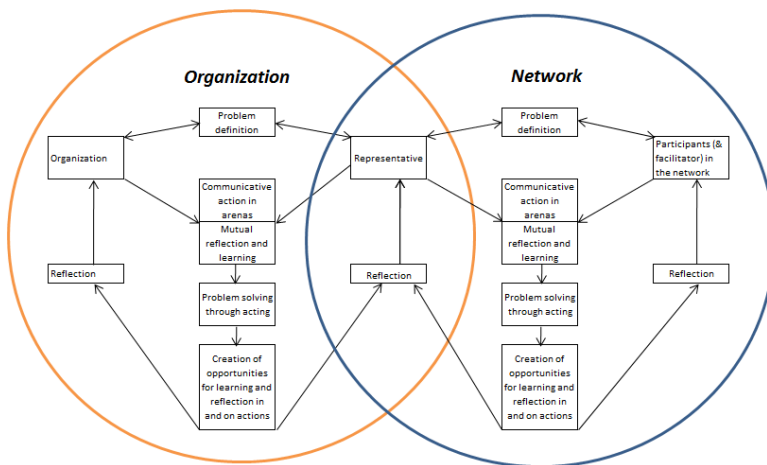 Organization
Network
Problem
definition
Problem
definition
Organization
Representative
Participants (&
facilitator) in
the network
Communicative
action in
arenas
Mutual
reflection and
learning
Communicative
action in
arenas
Mutual
reflection and
learning
Reflection
Reflection
Reflection
Problem solving
through acting
Problem solving
through acting
Creation of
opportunities
for learning and
reflection in
and on actions
Creation of
opportunities
for learning and
reflection in
and on actions